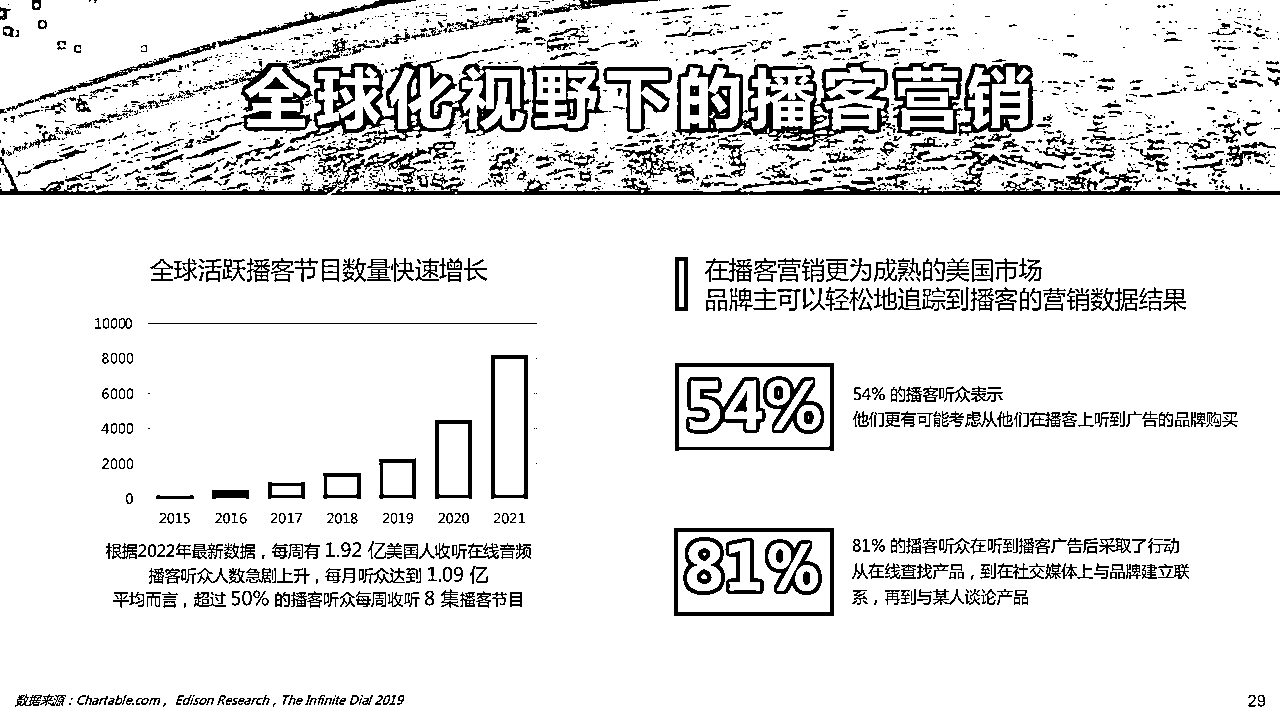 全球化视野下的播客营销
全球活跃播客节目数量快速增长
10000
8000
6000
4000
2000
0
2015 2016 2017 2018 2019 2020 2021
根据2022年最新数据，每周有 1.92 亿美国人收听在线音频
播客听众人数急剧上升，每月听众达到 1.09 亿
平均而言，超过 50% 的播客听众每周收听 8 集播客节目
在播客营销更为成熟的美国市场
品牌主可以轻松地追踪到播客的营销数据结果
54%
54% 的播客听众表示
他们更有可能考虑从他们在播客上听到广告的品牌购买
81%
81% 的播客听众在听到播客广告后采取了行动
从在线查找产品，到在社交媒体上与品牌建立联
系，再到与某人谈论产品
数据来源：Chartable.com， Edison Research，The Infinite Dial 2019
29